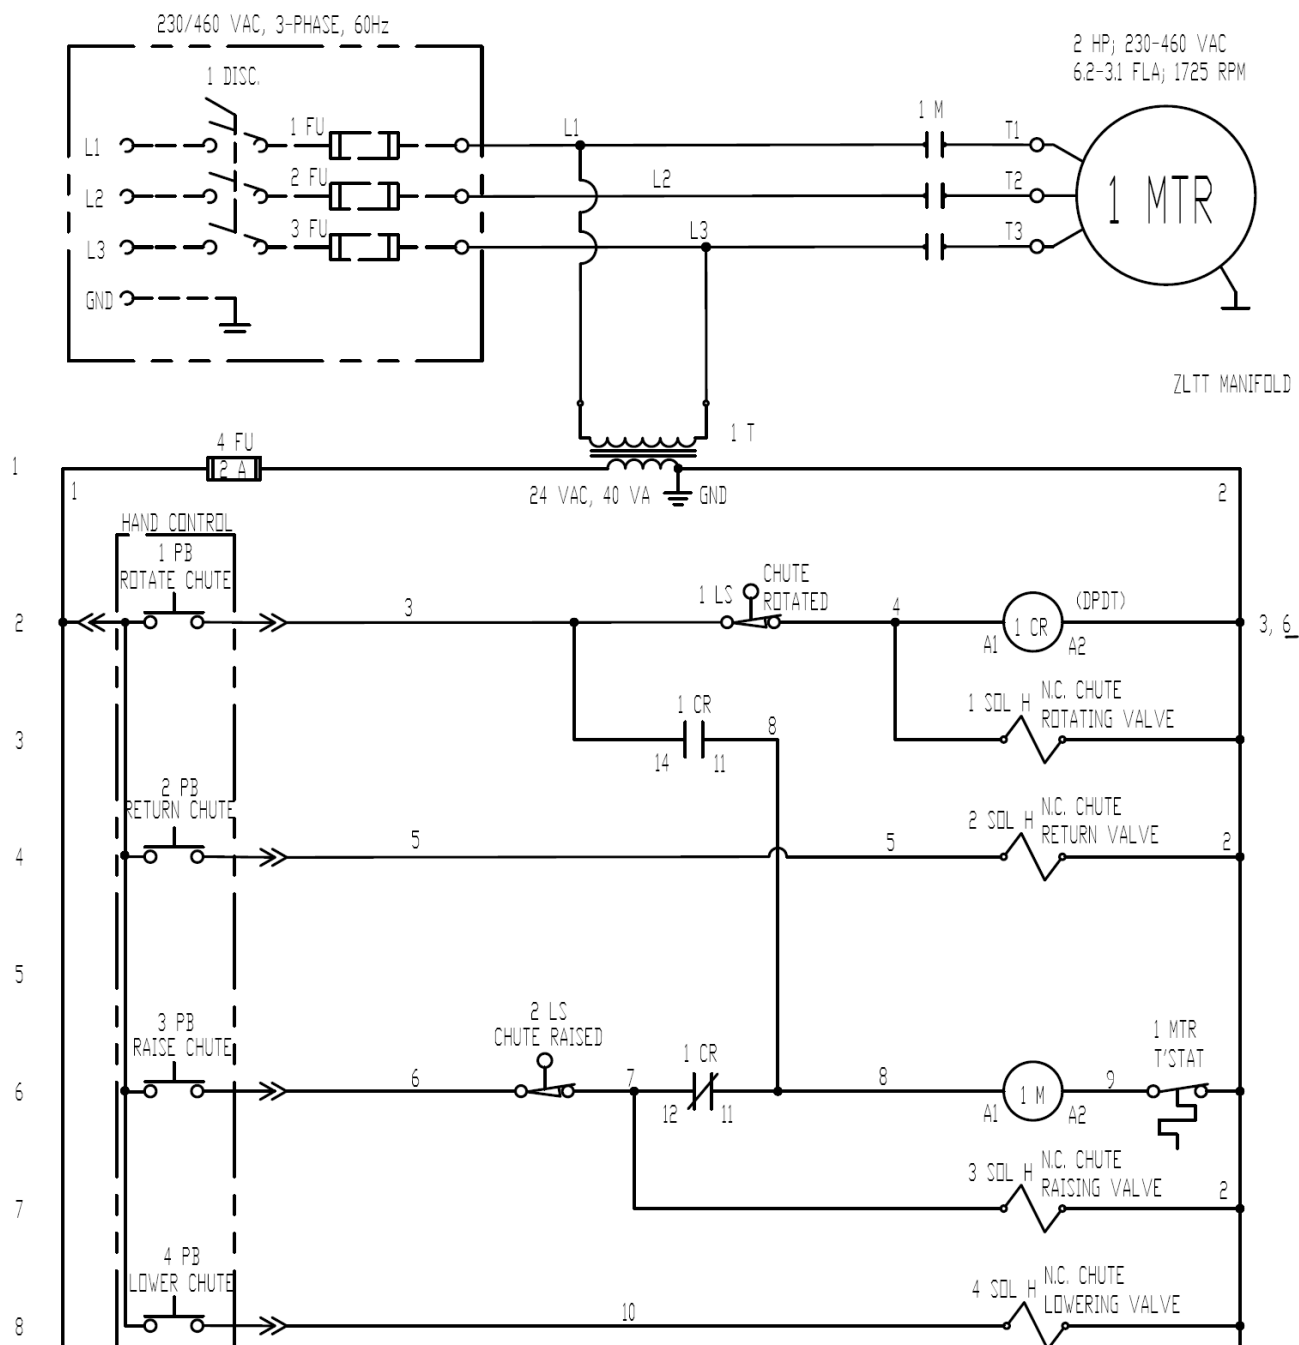 230/460 VAC, 3-PHASE, 60Hz
2 HP; 230-460 VAC
6.2-3.1 FLA; 1725 RPM
1 DISC.
1 FU
L1
L1
1 M
T1
2 FU
L2
L2
T2
1 MTR
3 FU
L3
L3
T3
GND
ZLTT MANIFOLD
1 T
4 FU
1
2 A
1
24 VAC, 40 VA
GND
2
HAND CONTROL
1 PB
ROTATE CHUTE
1 LS
CHUTE
ROTATED
(DPDT)
2
3
4
1 CR
A1
A2
3, 6
1 SOL H
N.C. CHUTE
ROTATING VALVE
1 CR
8
3
14
11
2 PB
RETURN CHUTE
2 SOL H
N.C. CHUTE
RETURN VALVE
4
5
5
2
5
2 LS
CHUTE RAISED
3 PB
RAISE CHUTE
1 CR
1 MTR
T'STAT
6
6
7
8
1 M
9
12
11
A1
A2
3 SOL H
N.C. CHUTE
RAISING VALVE
7
2
4 PB
LOWER CHUTE
4 SOL H
N.C. CHUTE
LOWERING VALVE
8
10